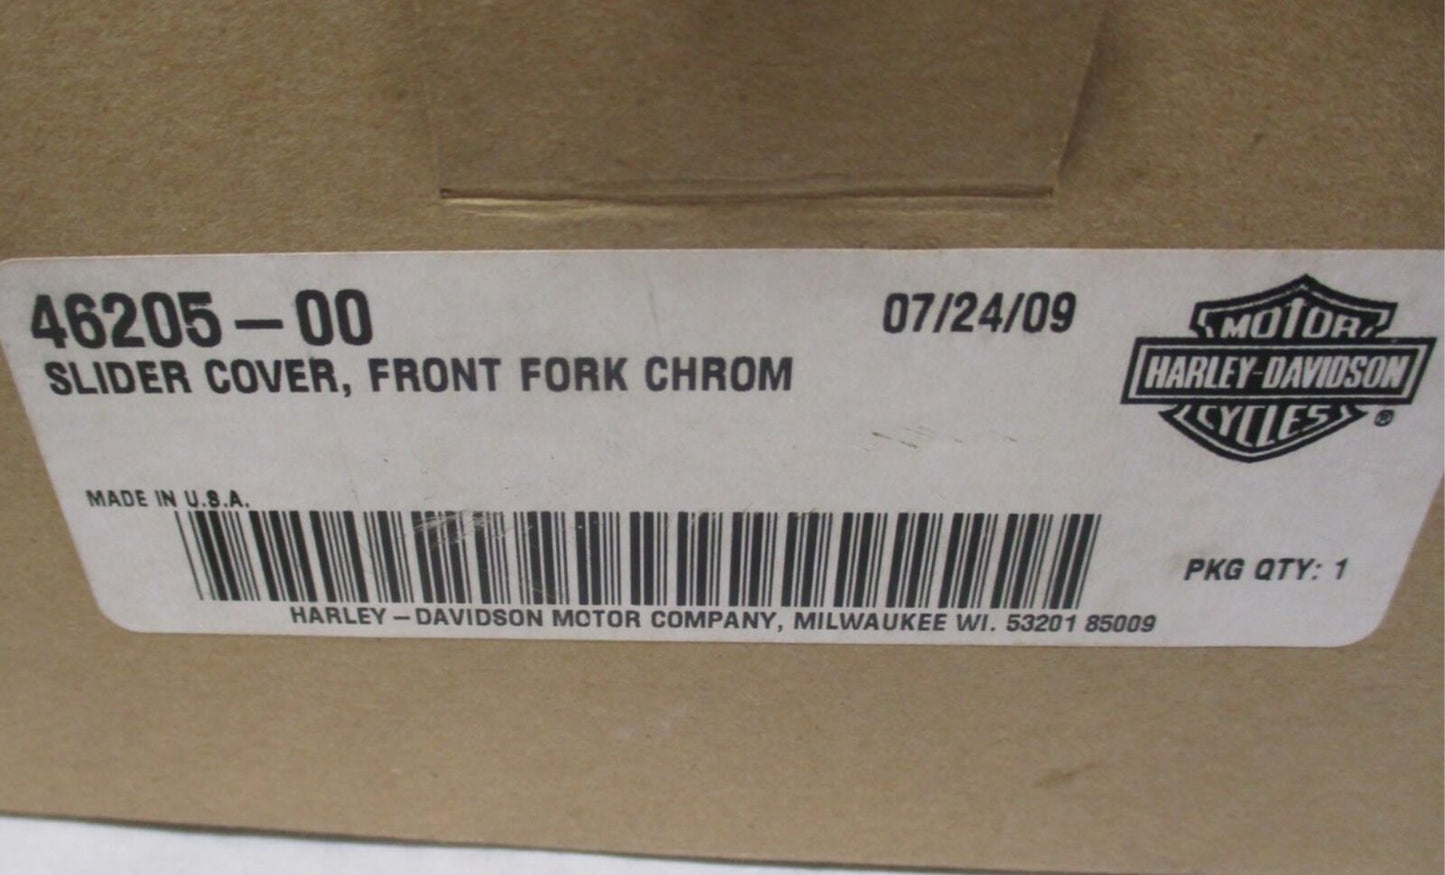 46205-00
07/24/09
SLIDER COVER, FRONT FORK CHROM
MOTOR
HARLEY-DAVIDSON
CYCLES
®
MADE IN U.S.A.
PKG QTY: 1
HARLEY-DAVIDSON MOTOR COMPANY, MILWAUKEE WI. 53201 85009